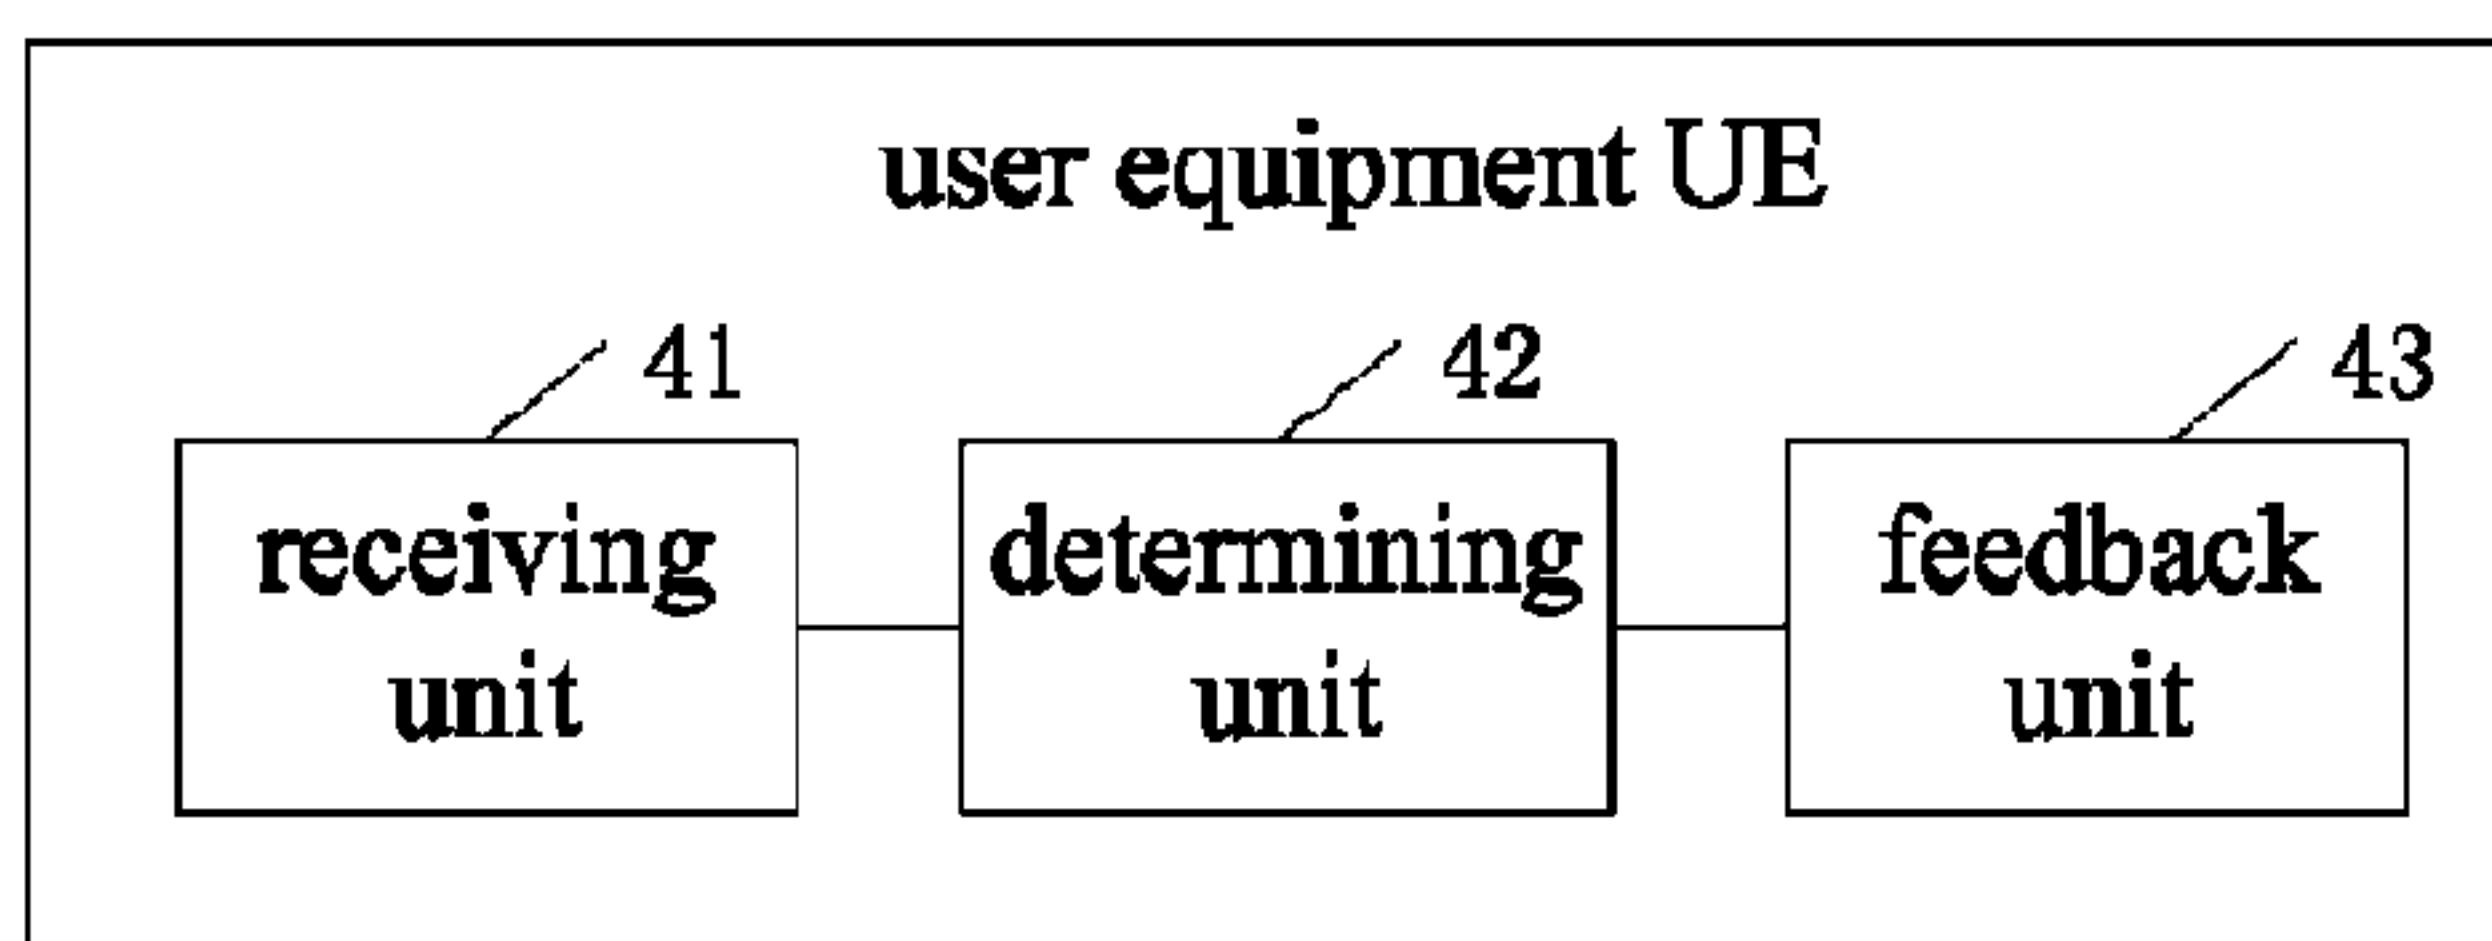 user equipment UE
41
42
43
receiving
unit
determining
unit
feedback
unit